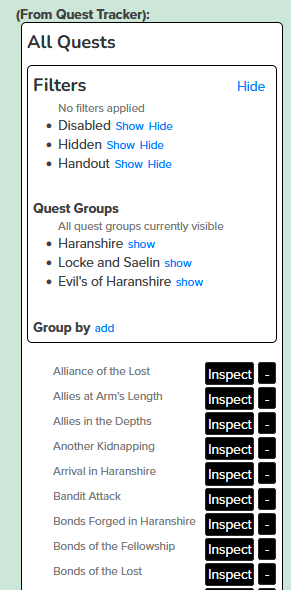 (From Quest Tracker):
All Quests
Filters Hide
No filters applied
• Disabled Show Hide
• Hidden Show Hide
• Handout Show Hide
Quest Groups
All quest groups currently visible
• Haranshire show
• Locke and Saelin show
• Evil's of Haranshire show
Group by add
Alliance of the Lost Inspect -
Allies at Arm's Length Inspect -
Allies in the Depths Inspect -
Another Kidnapping Inspect -
Arrival in Haranshire Inspect -
Bandit Attack Inspect -
Bonds Forged in Haranshire Inspect -
Bonds of the Fellowship Inspect -
Bonds of the Lost Inspect -